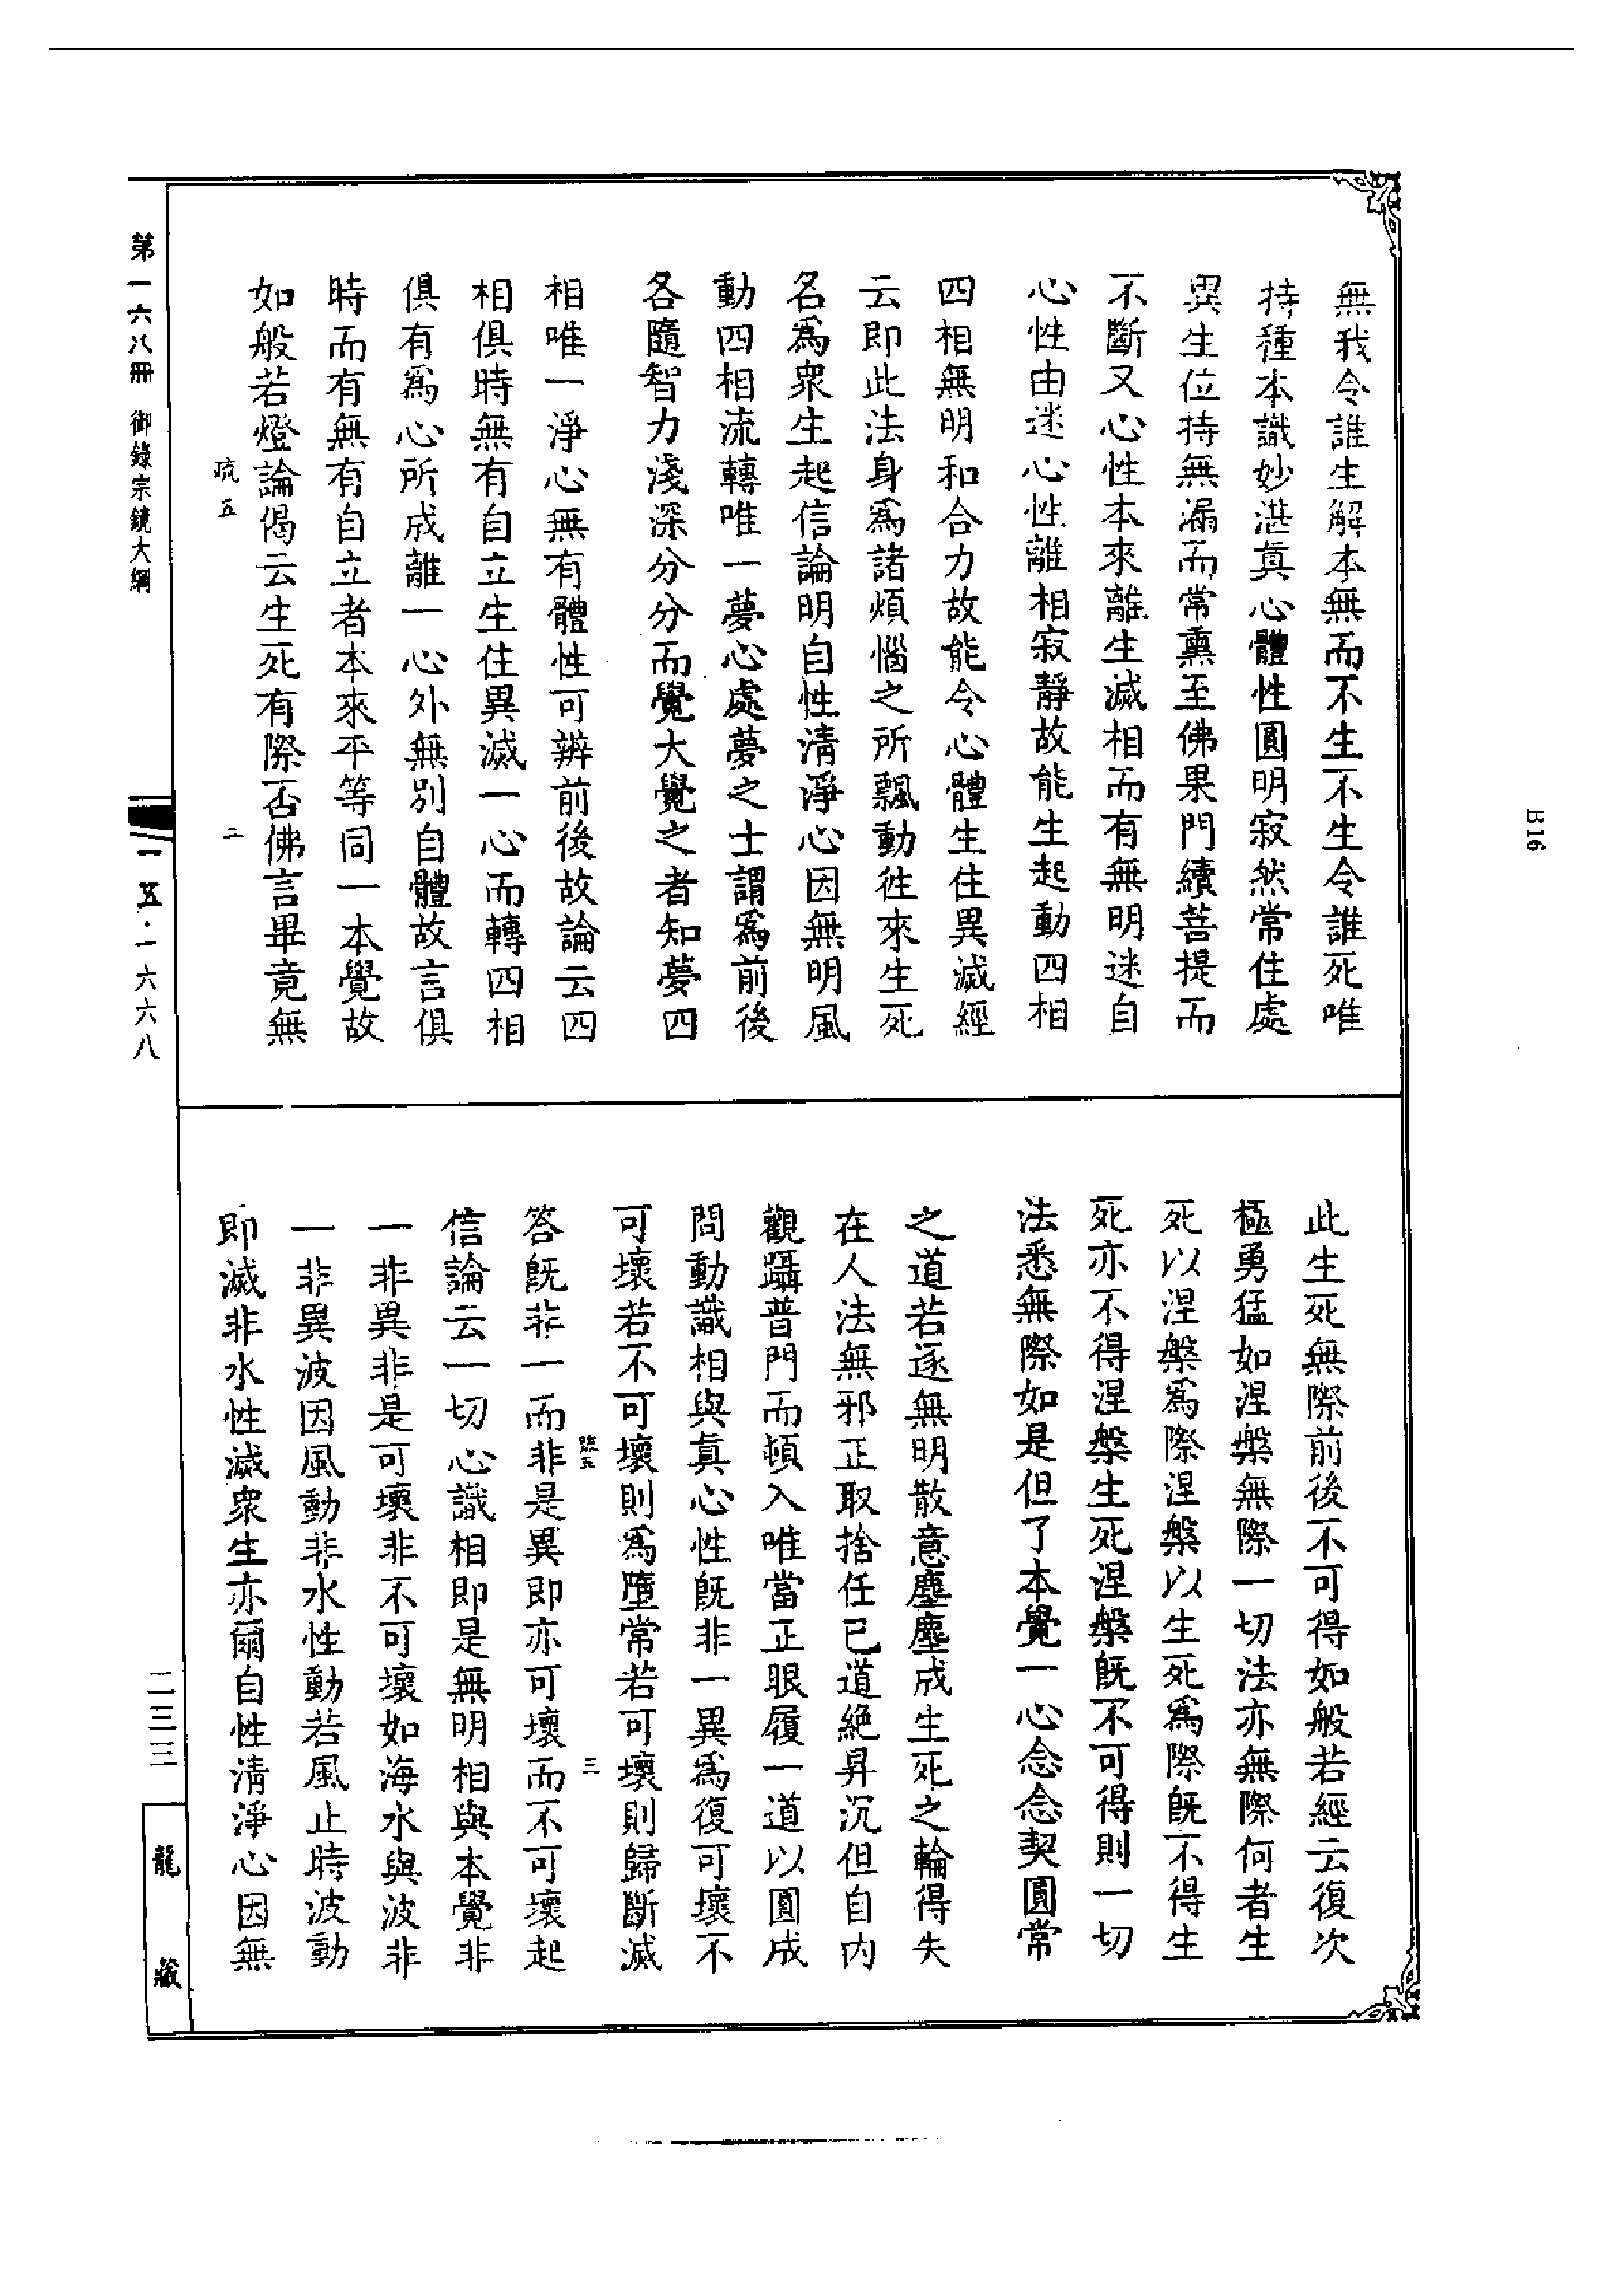 無我令誰生解本無而不生不生令誰死唯
持種本識妙湛真心體性圓明寂然常住處
異生位持無漏而常熏至佛果門續菩提而
不斷又心性本來離生滅相而有無明迷自
心性由迷心性離相寂靜故能生起動四相
四相無明和合力故能令心體生住異滅經
云即此法身爲諸煩惱之所飄動徃來生死
名爲衆生起信論明自性清淨心因無明風
動四相流轉唯一夢心處夢之士謂爲前後
各隨智力淺深分分而覺大覺之者知夢四
相唯一淨心無有體性可辨前後故論云四
相俱時無有自立生住異滅一心而轉四相
俱有爲心所成離一心外無別自體故言俱
時而有無有自立者本來平等同一本覺故
如般若燈論偈云生死有際否佛言畢竟無
疏五
二
此生死無際前後不可得如般若經云復次
極勇猛如涅槃無際一切法亦無際何者生
死以涅槃爲際涅槃以生死爲際旣不得生
死亦不得涅槃生死涅槃旣不可得則一切
法悉無際如是但了本覺一心念念契圓常
之道若逐無明散意塵塵成生死之輪得失
在人法無邪正取捨任已道絶昇沉但自内
觀躡普門而頓入唯當正眼履一道以圓成
問動識相與真心性旣非一異爲復可壞不
可壞若不可壞則爲墮常若可壞則歸斷滅
疏五
三
答旣非一而非是異即亦可壞而不可壞起
信論云一切心識相即是無明相與本覺非
一非異非是可壞非不可壞如海水與波非
一非異波因風動非水性動若風止時波動
即滅非水性滅衆生亦爾自性清淨心因無
第一六八冊 御錄宗鏡大綱
一五·一六六八
二三三
龍藏
B16